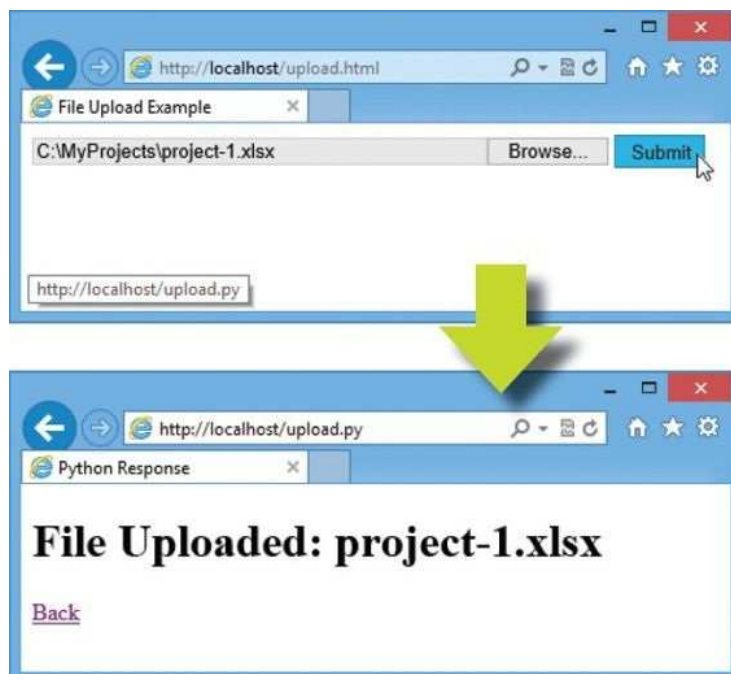 http://localhost/upload.html
File Upload Example
C:\MyProjects\project-1.xlsx
Browse...
Submit
http://localhost/upload.py
http://localhost/upload.py
Python Response
File Uploaded: project-1.xlsx
Back